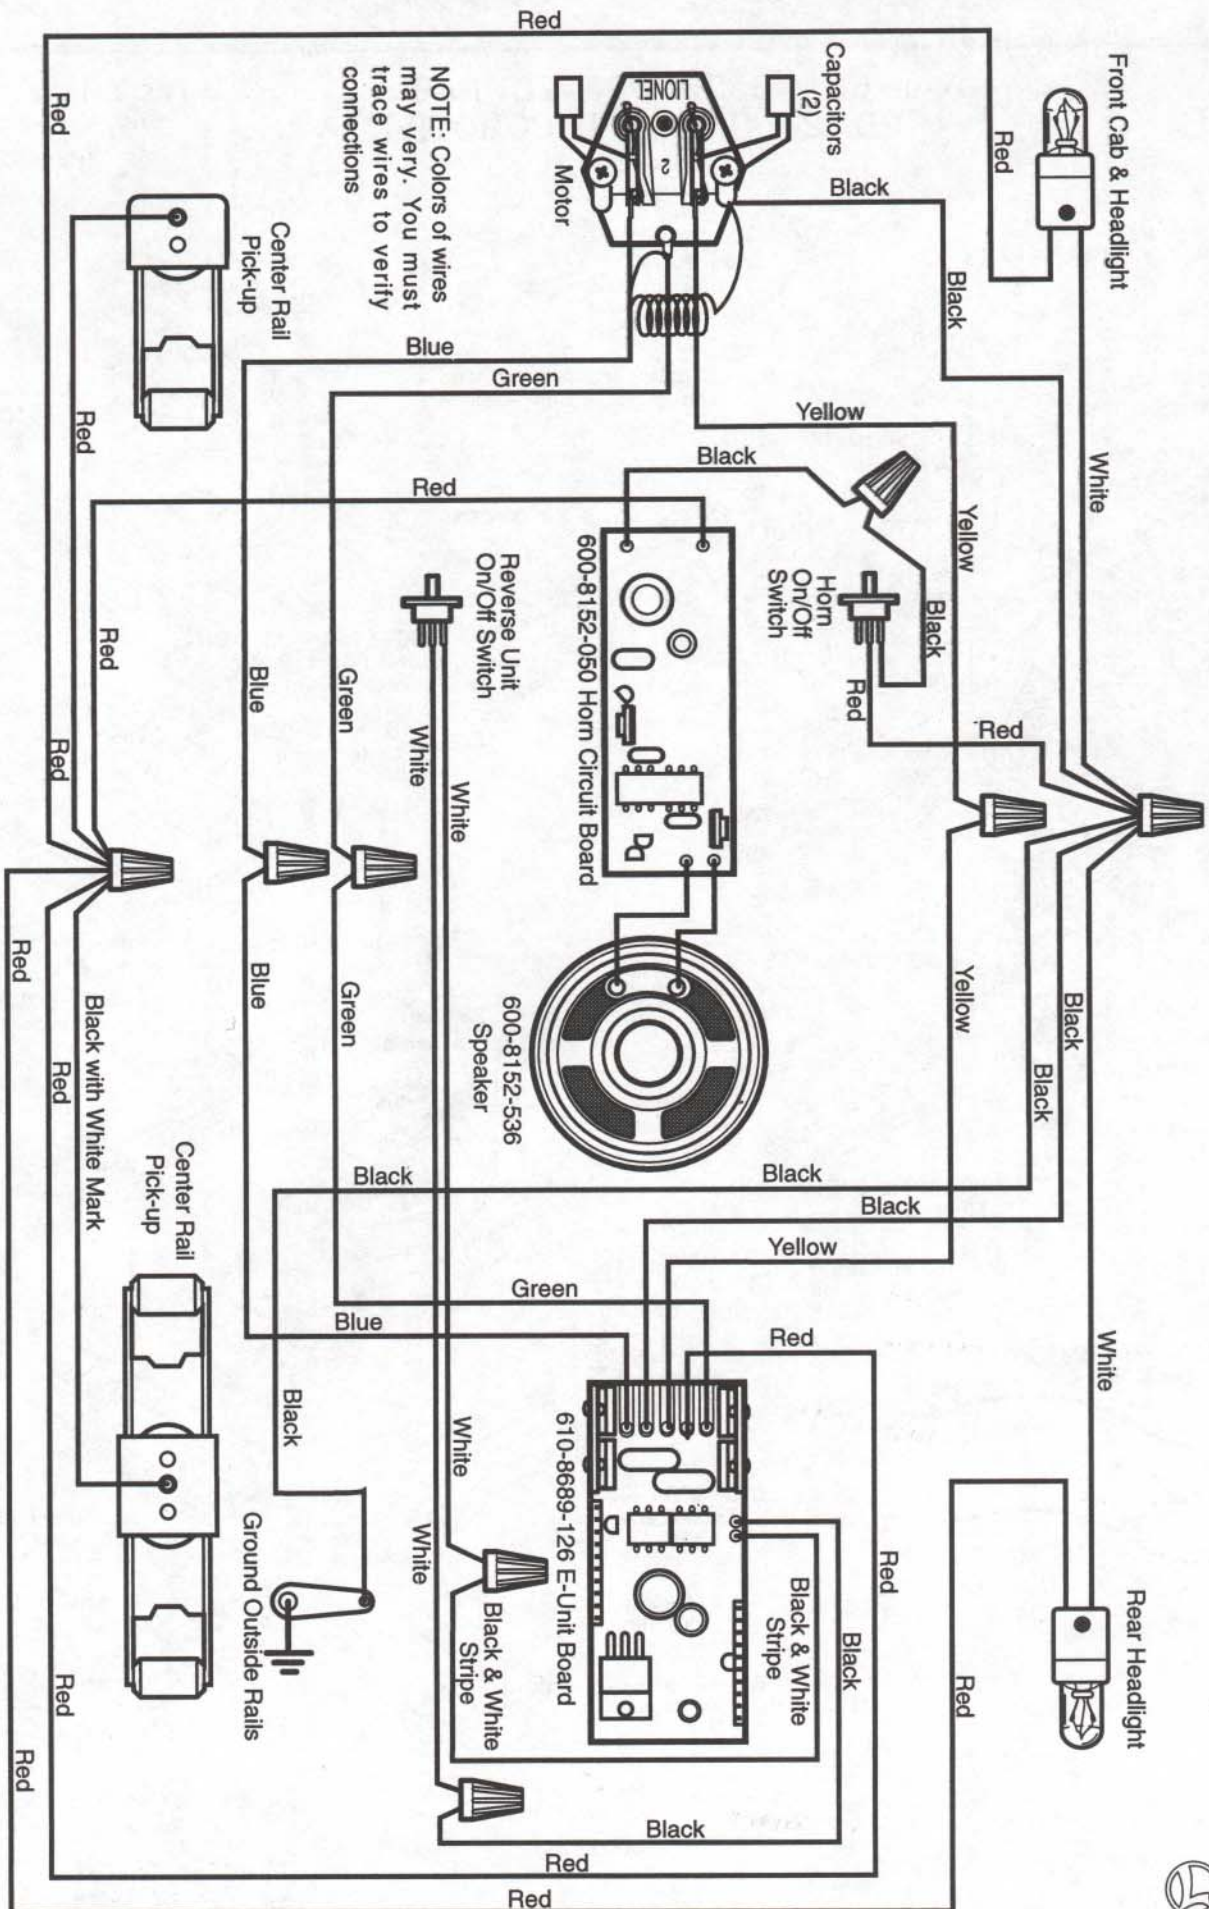 Red
Front Cab & Headlight
Capacitors
(2)
Red
LIONEL
2
Motor
NOTE: Colors of wires
may very. You must
trace wires to verify
connections
Red
Black
Black
Center Rail
Pick-up
Blue
Green
Yellow
White
Red
Black
Red
Yellow
Horn
On/Off
Switch
Black
Red
Red
Reverse Unit
On/Off Switch
600-8152-050 Horn Circuit Board
Red
Blue
Green
White
White
Red
Blue
Green
Yellow
Black
Black
Red
Black with White Mark
Red
600-8152-536
Speaker
Black
Black
Black
Yellow
Green
Blue
Red
White
Center Rail
Pick-up
Black
White
White
610-8689-126 E-Unit Board
Ground Outside Rails
Black & White
Stripe
Black & White
Stripe
Black
Red
Red
Rear Headlight
Red
Red
Black
Red
Red